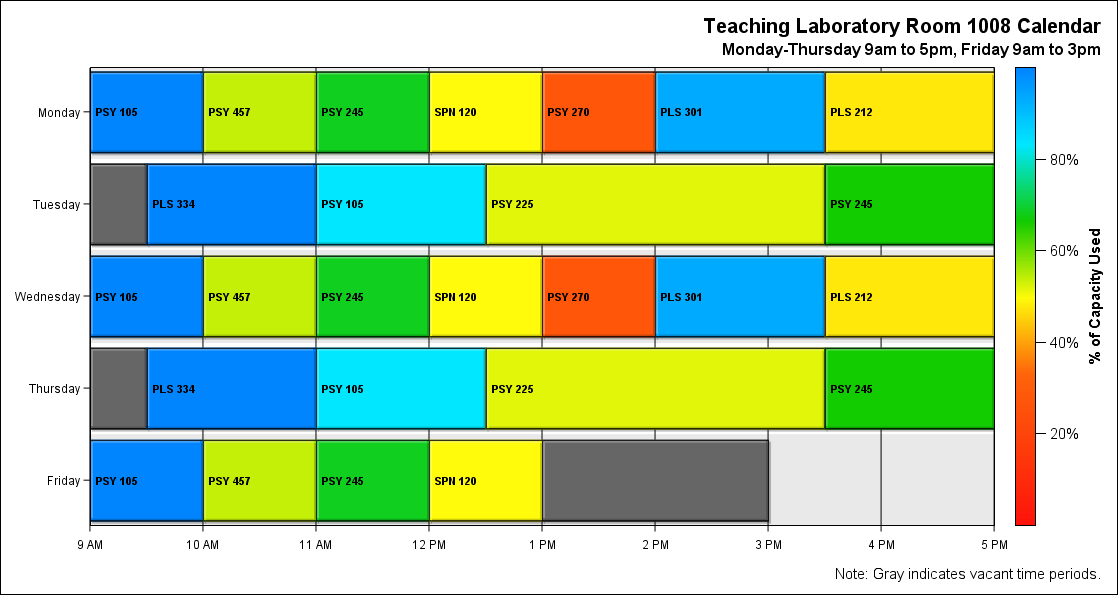 Teaching Laboratory Room 1008 Calendar
Monday-Thursday 9am to 5pm, Friday 9am to 3pm
Monday
PSY 105
PSY 457
PSY 245
SPN 120
PSY 270
PLS 301
PLS 212
Tuesday
PLS 334
PSY 105
PSY 225
PSY 245
Wednesday
PSY 105
PSY 457
PSY 245
SPN 120
PSY 270
PLS 301
PLS 212
Thursday
PLS 334
PSY 105
PSY 225
PSY 245
Friday
PSY 105
PSY 457
PSY 245
SPN 120
9 AM
10 AM
11 AM
12 PM
1 PM
2 PM
3 PM
4 PM
5 PM
80%
60%
40%
20%
% of Capacity Used
Note: Gray indicates vacant time periods.